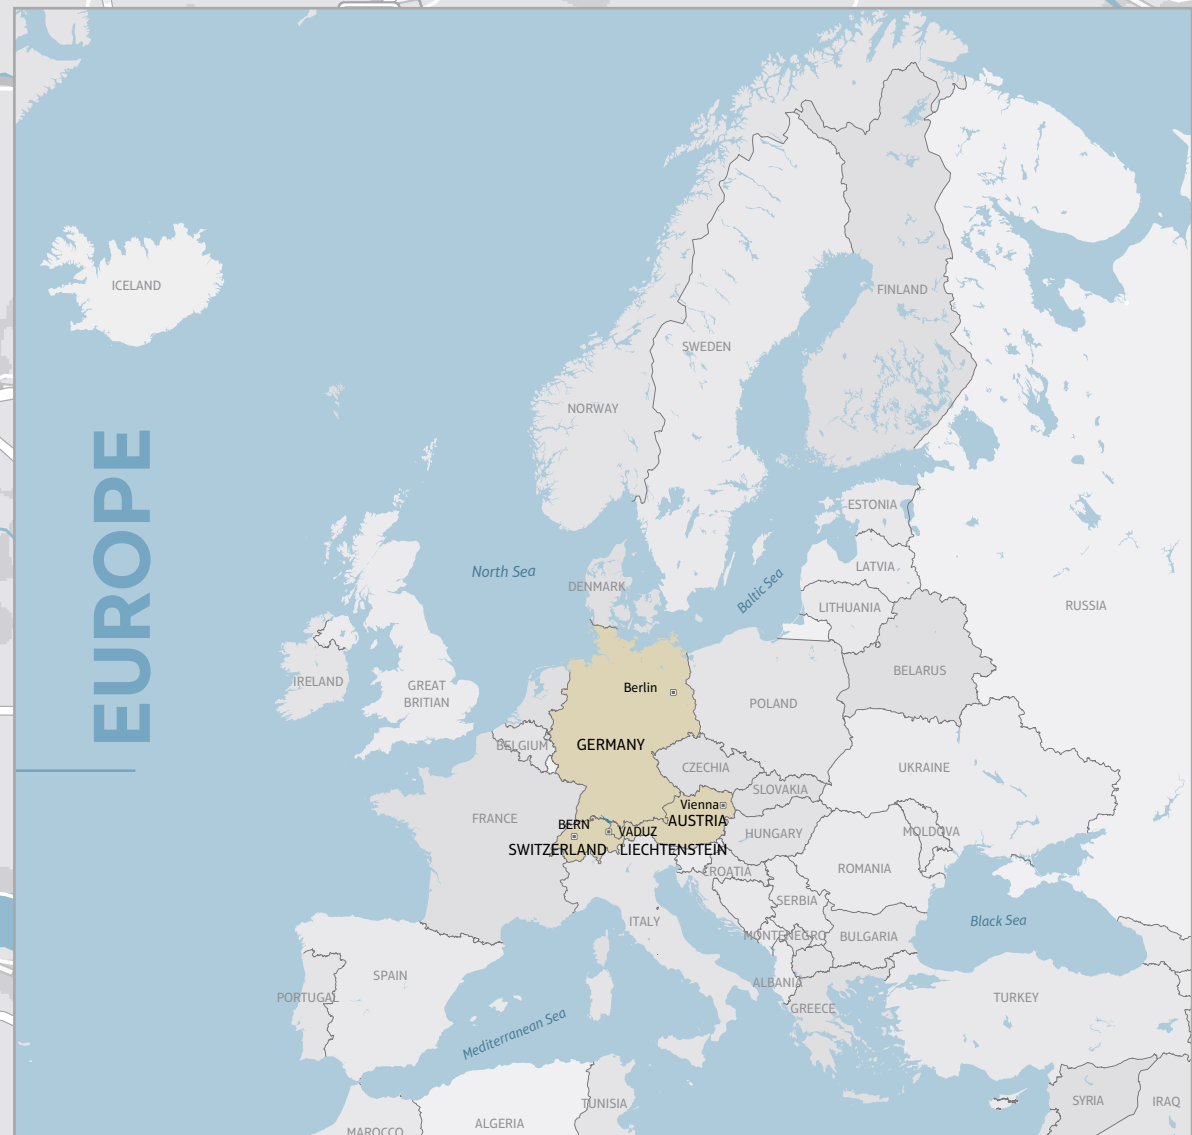 ICELAND
FINLAND
SWEDEN
NORWAY
EUROPE
ESTONIA
North Sea
DENMARK
LATVIA
Baltic Sea
LITHUANIA
RUSSIA
BELARUS
IRELAND
GREAT
BRITIAN
Berlin
POLAND
BELGIUM
GERMANY
CZECHIA
UKRAINE
SLOVAKIA
FRANCE
Vienna
AUSTRIA
BERN
VADUZ
SWITZERLAND
LIECHTENSTEIN
HUNGARY
MOLDOVA
ROMANIA
CROATIA
SERBIA
ITALY
MONTENEGRO
BULGARIA
Black Sea
SPAIN
PORTUGAL
ALBANIA
GREECE
TURKEY
Mediterranean Sea
TUNISIA
SYRIA
IRAQ
ALGERIA
MAROCCO